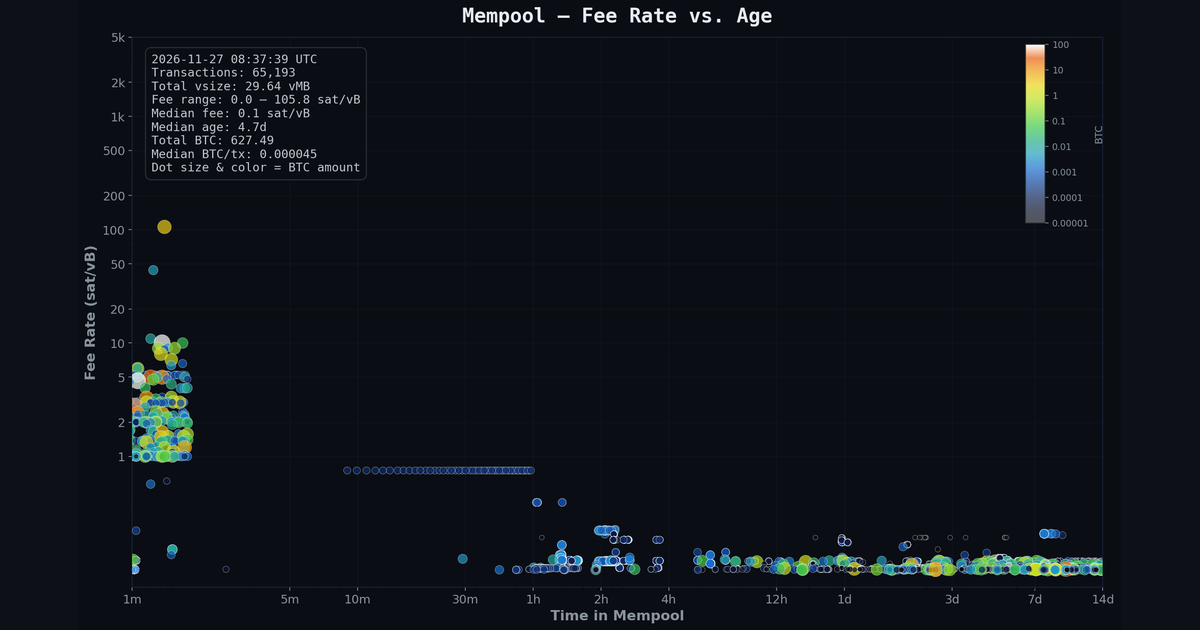 Mempool — Fee Rate vs. Age
2026-11-27 08:37:39 UTC
Transactions: 65,193
Total vsize: 29.64 vMB
Fee range: 0.0 – 105.8 sat/vB
Median fee: 0.1 sat/vB
Median age: 4.7d
Total BTC: 627.49
Median BTC/tx: 0.000045
Dot size & color = BTC amount
5k
2k
1k
500
200
100
50
20
10
5
2
1
Fee Rate (sat/vB)
100
10
1
0.1
0.01
0.001
0.0001
0.00001
BTC
1m
5m
10m
30m
1h
2h
4h
12h
1d
3d
7d
14d
Time in Mempool